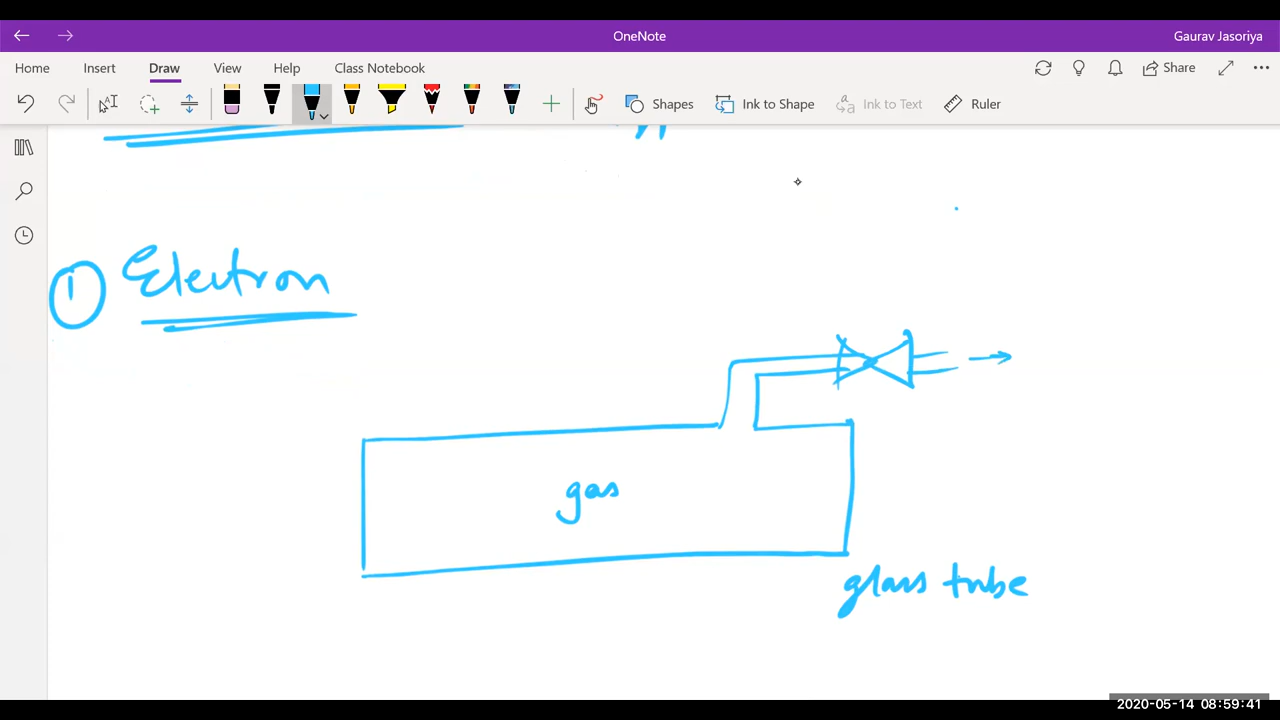 OneNote
Gaurav Jasoriya
Home Insert Draw View Help Class Notebook
Share
Shapes Ink to Shape Ink to Text Ruler
① Electron
gas
glass tube
2020-05-14 08:59:41